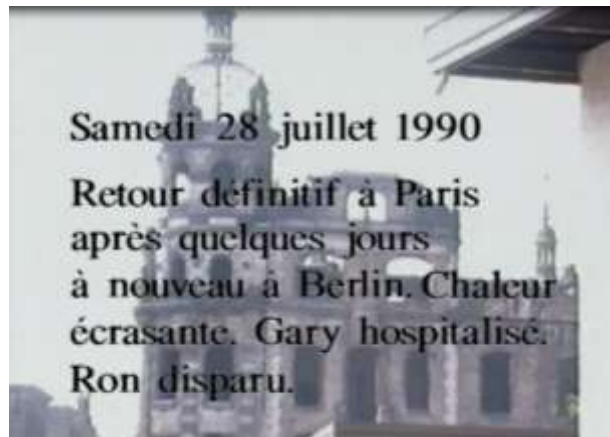 Samedi 28 juillet 1990
Retour définitif à Paris
après quelques jours
à nouveau à Berlin. Chaleur
écrasante. Gary hospitalisé.
Ron disparu.